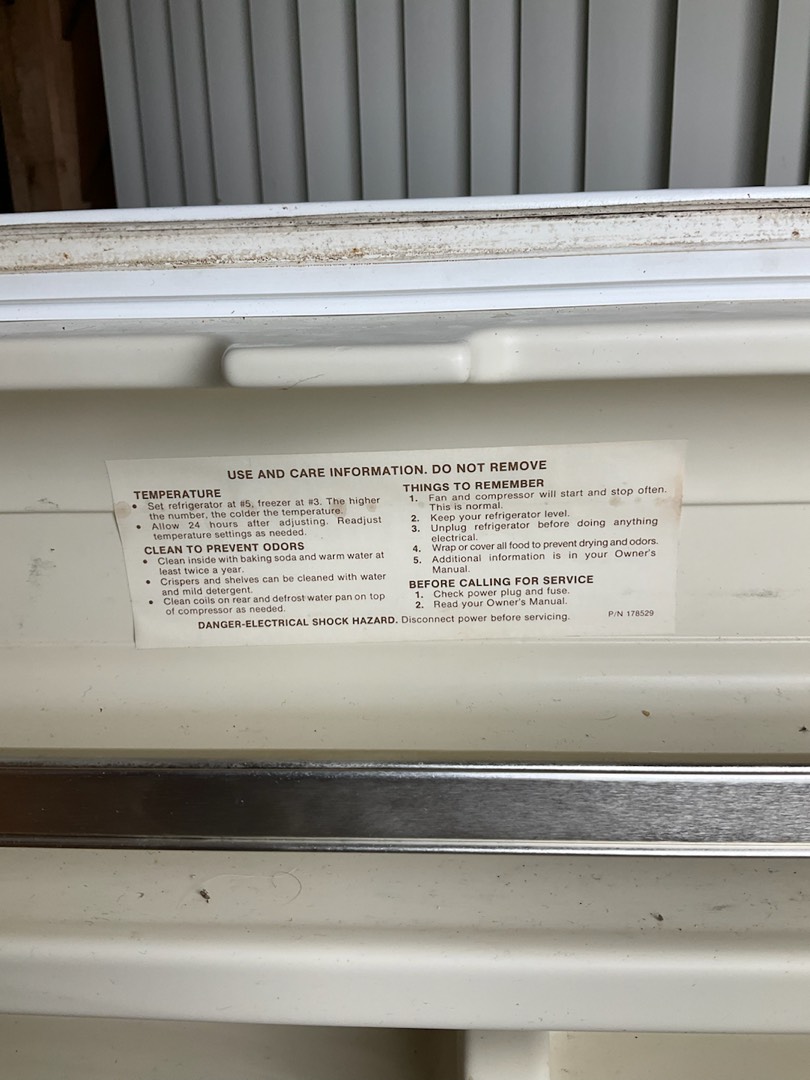 USE AND CARE INFORMATION. DO NOT REMOVE
TEMPERATURE
• Set refrigerator at #5, freezer at #3. The higher
the number, the colder the temperature.
• Allow 24 hours after adjusting. Readjust
temperature settings as needed.
CLEAN TO PREVENT ODORS
• Clean inside with baking soda and warm water at
least twice a year.
• Crispers and shelves can be cleaned with water
and mild detergent.
• Clean coils on rear and defrost water pan on top
of compressor as needed.
THINGS TO REMEMBER
1. Fan and compressor will start and stop often.
This is normal.
2. Keep your refrigerator level.
3. Unplug refrigerator before doing anything
electrical.
4. Wrap or cover all food to prevent drying and odors.
5. Additional information is in your Owner's
Manual.
BEFORE CALLING FOR SERVICE
1. Check power plug and fuse.
2. Read your Owner's Manual.
DANGER-ELECTRICAL SHOCK HAZARD. Disconnect power before servicing.
P/N 178529